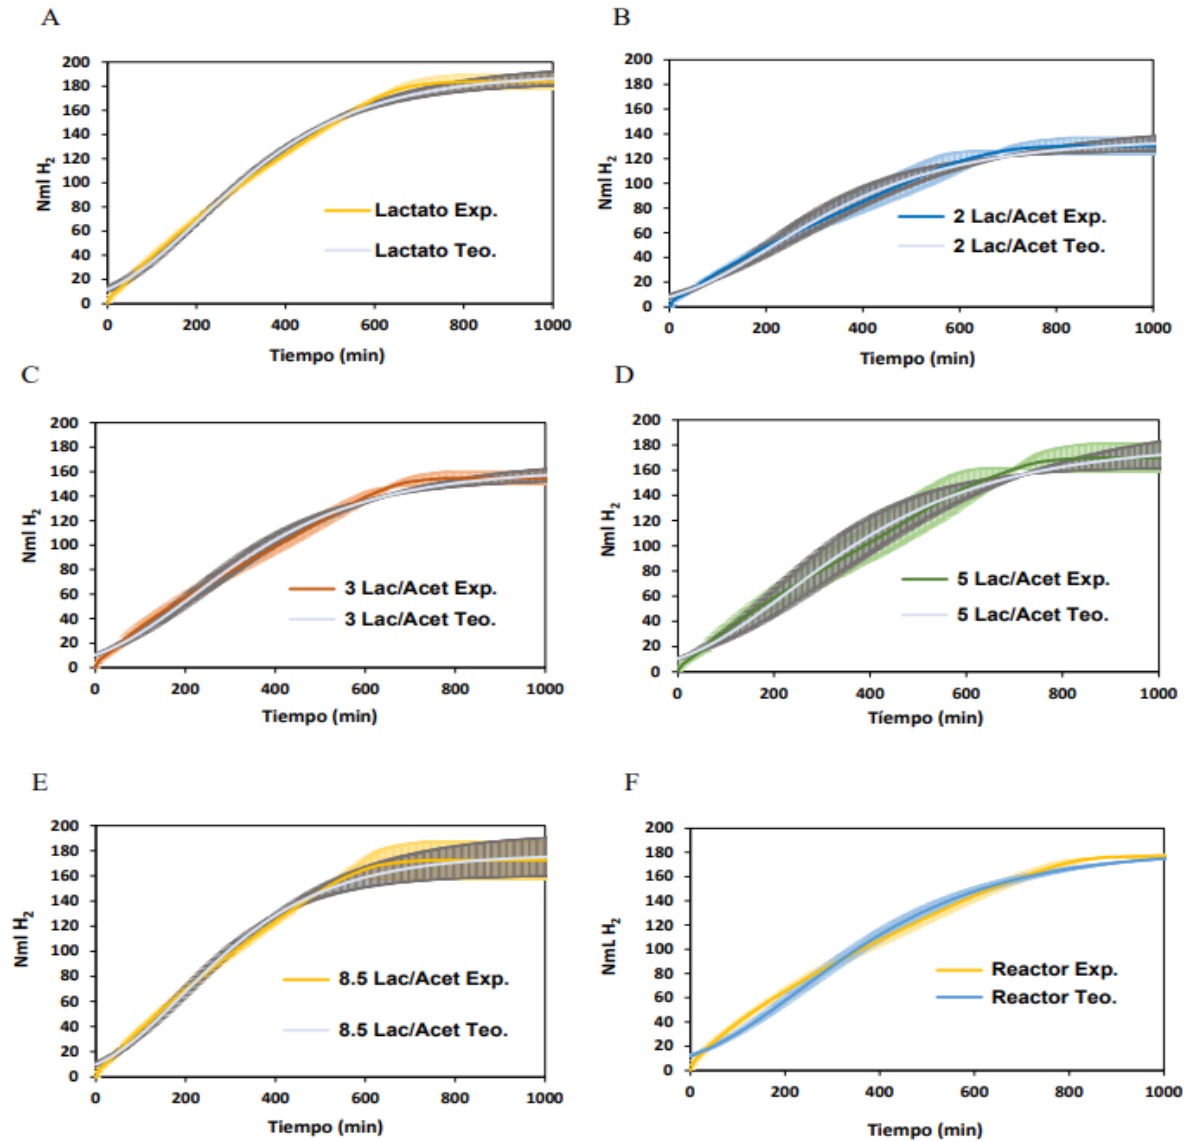 A
Nml H2
200
180
160
140
120
100
80
60
40
20
0
Lactato Exp.
Lactato Teo.
0 200 400 600 800 1000
Tiempo (min)
B
Nml H2
200
180
160
140
120
100
80
60
40
20
0
2 Lac/Acet Exp.
2 Lac/Acet Teo.
0 200 400 600 800 1000
Tiempo (min)
C
Nml H2
200
180
160
140
120
100
80
60
40
20
0
3 Lac/Acet Exp.
3 Lac/Acet Teo.
0 200 400 600 800 1000
Tiempo (min)
D
Nml H2
200
180
160
140
120
100
80
60
40
20
0
5 Lac/Acet Exp.
5 Lac/Acet Teo.
0 200 400 600 800 1000
Tíempo (min)
E
Nml H2
200
180
160
140
120
100
80
60
40
20
0
8.5 Lac/Acet Exp.
8.5 Lac/Acet Teo.
0 200 400 600 800 1000
Tiempo (min)
F
NmL H2
200
180
160
140
120
100
80
60
40
20
0
Reactor Exp.
Reactor Teo.
0 200 400 600 800 1000
Tiempo (min)